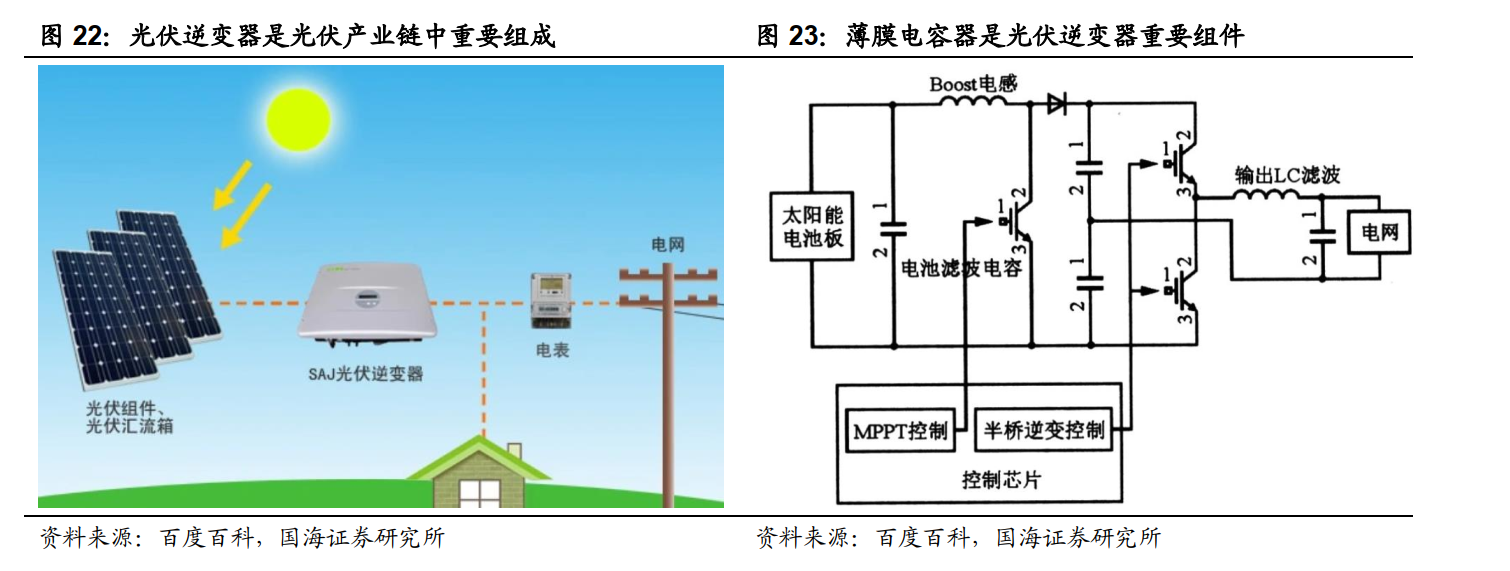 图 22：光伏逆变器是光伏产业链中重要组成
电网
电表
SAJ光伏逆变器
光伏组件、
光伏汇流箱
资料来源：百度百科，国海证券研究所
图 23：薄膜电容器是光伏逆变器重要组件
Boost电感
1
2
1
2
1
2
3
输出LC滤波
太阳能
电池板
1
2
1
2
3
电池滤波电容
1
2
电网
1
2
1
2
3
MPPT控制
半桥逆变控制
控制芯片
资料来源：百度百科，国海证券研究所